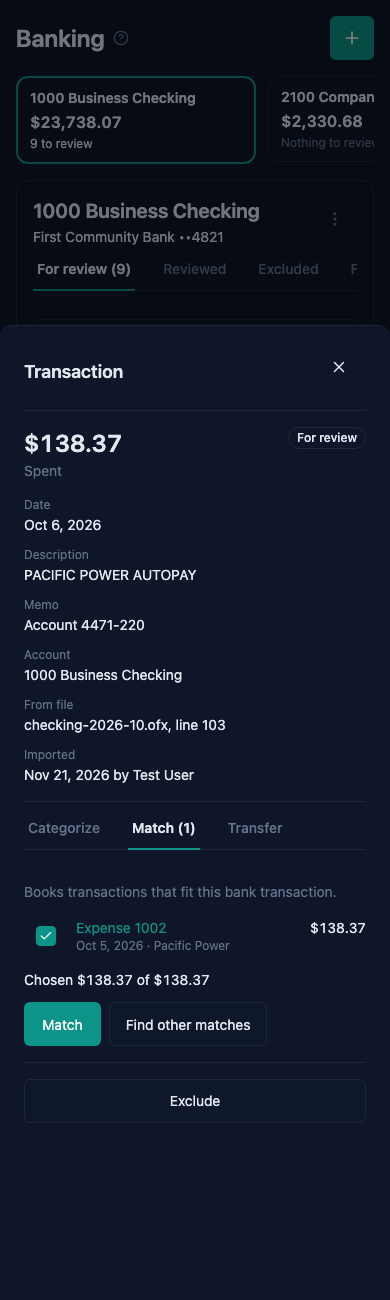 Banking
1000 Business Checking
$23,738.07
9 to review
2100 Compan
$2,330.68
Nothing to review
1000 Business Checking
First Community Bank ••4821
For review (9)
Reviewed
Excluded
F
Transaction
$138.37
For review
Spent
Date
Oct 6, 2026
Description
PACIFIC POWER AUTOPAY
Memo
Account 4471-220
Account
1000 Business Checking
From file
checking-2026-10.ofx, line 103
Imported
Nov 21, 2026 by Test User
Categorize
Match (1)
Transfer
Books transactions that fit this bank transaction.
Expense 1002
$138.37
Oct 5, 2026 · Pacific Power
Chosen $138.37 of $138.37
Match
Find other matches
Exclude